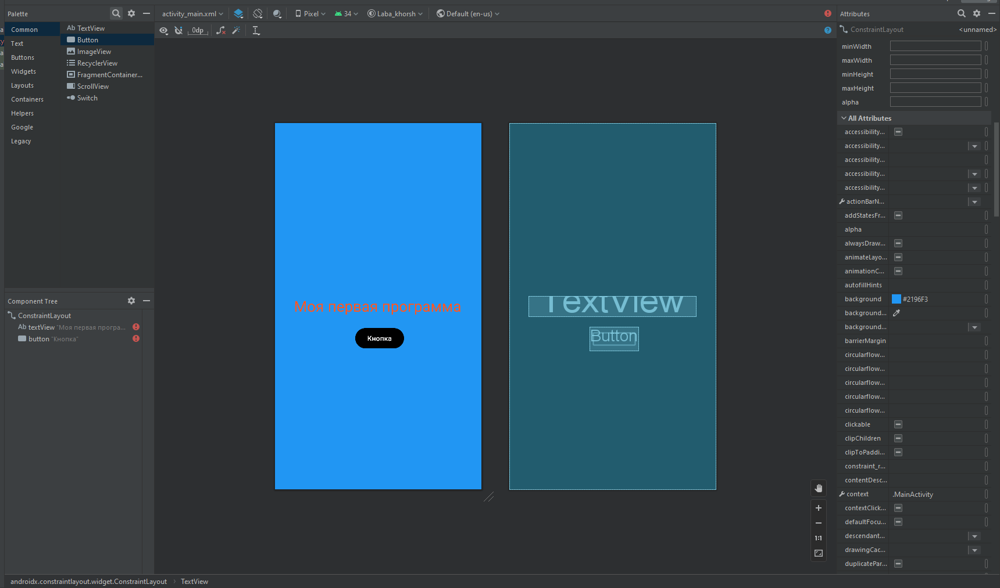 Palette
Common
Text
Buttons
Widgets
Layouts
Containers
Helpers
Google
Legacy
Ab TextView
Button
ImageView
RecyclerView
FragmentContainer...
ScrollView
Switch
activity_main.xml
Pixel
34
Laba_khorsh
Default (en-us)
0dp
Моя первая программа
Кнопка
TextView
Button
1:1
Component Tree
ConstraintLayout
Ab textView "Моя первая програ...
button "Кнопка"
Attributes
ConstraintLayout <unnamed>
minWidth
maxWidth
minHeight
maxHeight
alpha
All Attributes
accessibility...
accessibility...
accessibility...
accessibility...
accessibility...
actionBarN...
addStatesFr...
alpha
alwaysDraw...
animateLayo...
animationC...
autofillHints
background #2196F3
background...
background...
barrierMargin
circularflow...
circularflow...
circularflow...
circularflow...
circularflow...
clickable
clipChildren
clipToPaddi...
constraint_r...
contentDesc...
context .MainActivity
contextClick...
defaultFocu...
descendant...
drawingCac...
duplicatePar...
androidx.constraintlayout.widget.ConstraintLayout › TextView